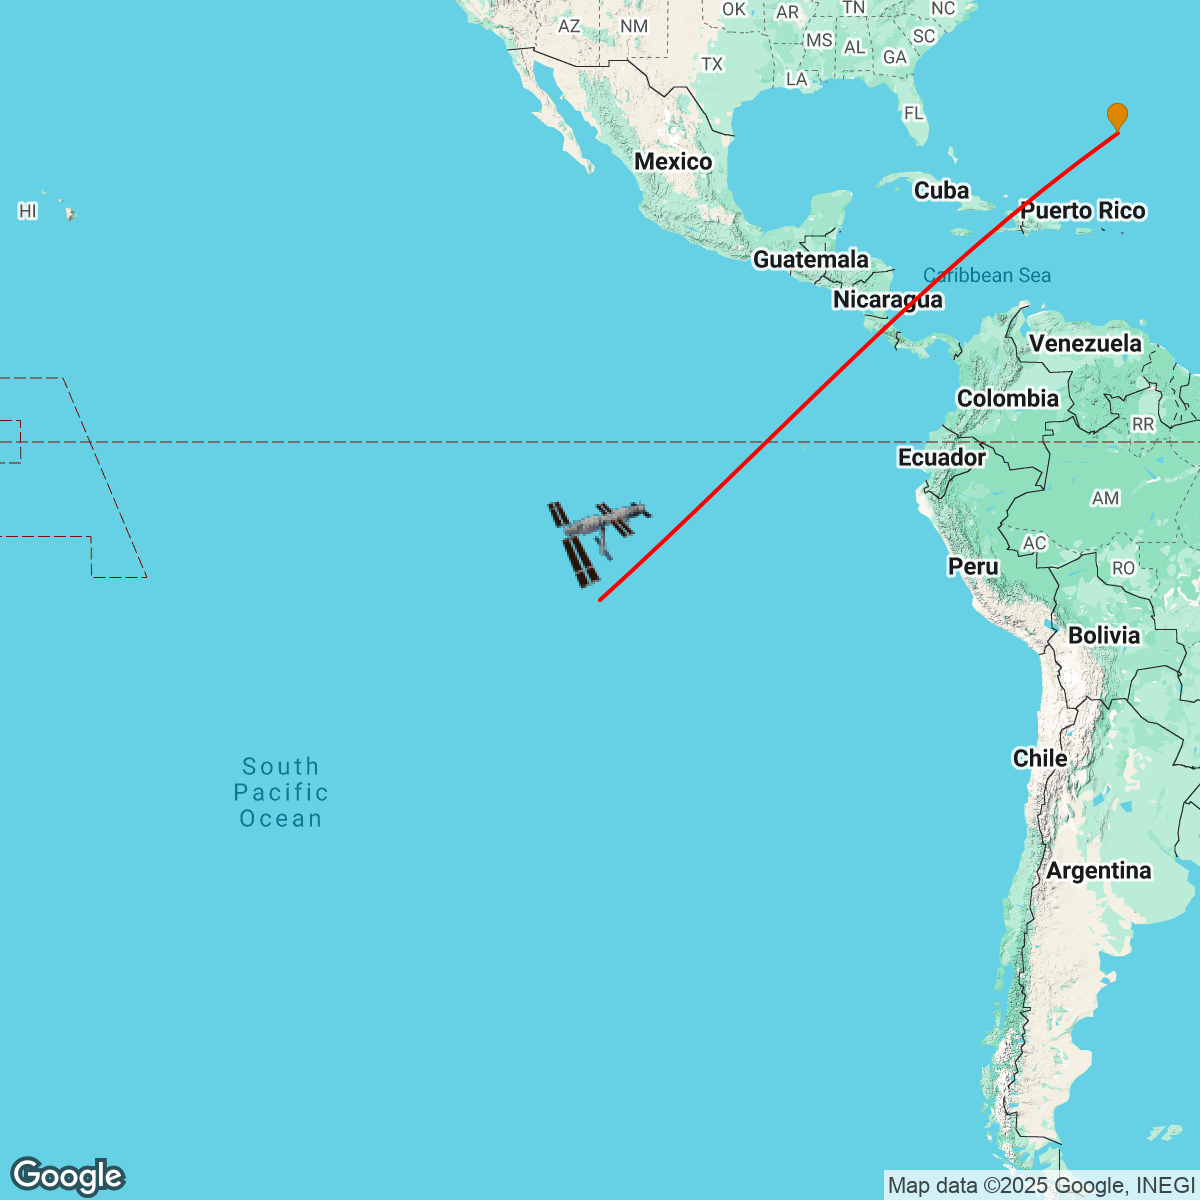 OK
AR
TN
NC
AZ
NM
MS
AL
SC
GA
TX
LA
FL
Mexico
Cuba
HI
Puerto Rico
Guatemala
Caribbean Sea
Nicaragua
Venezuela
Colombia
RR
Ecuador
AM
AC
Peru
RO
Bolivia
Chile
South
Pacific
Ocean
Argentina
Google
Map data ©2025 Google, INEGI